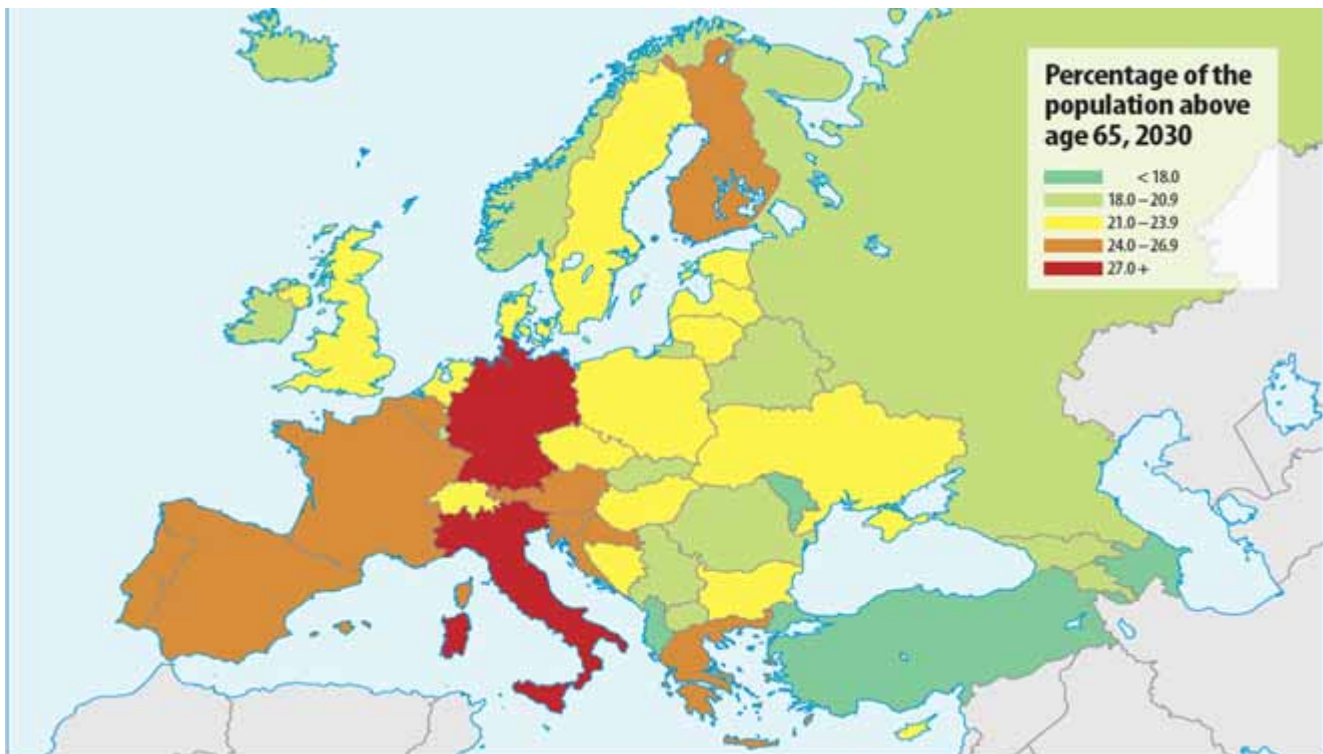 Percentage of the
population above
age 65, 2030
< 18.0
18.0 – 20.9
21.0 – 23.9
24.0 – 26.9
27.0 +